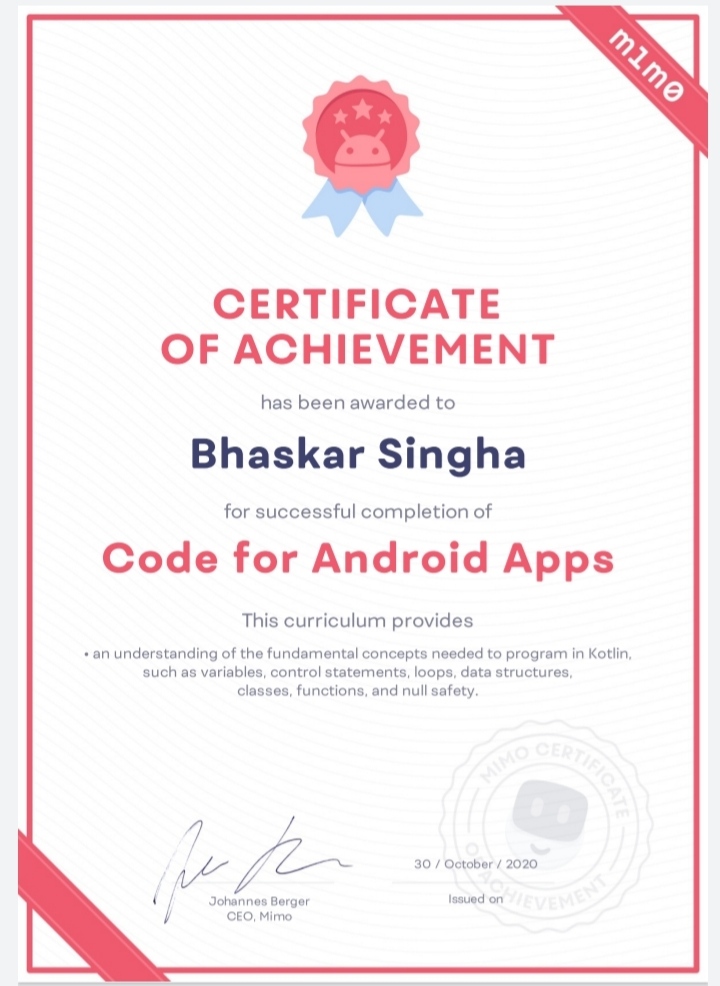 m1m0
CERTIFICATE
OF ACHIEVEMENT
has been awarded to
Bhaskar Singha
for successful completion of
Code for Android Apps
This curriculum provides
• an understanding of the fundamental concepts needed to program in Kotlin,
such as variables, control statements, loops, data structures,
classes, functions, and null safety.
MIMO CERTIFICATE
OF ACHIEVEMENT
30 / October / 2020
Johannes Berger
Issued on
CEO, Mimo